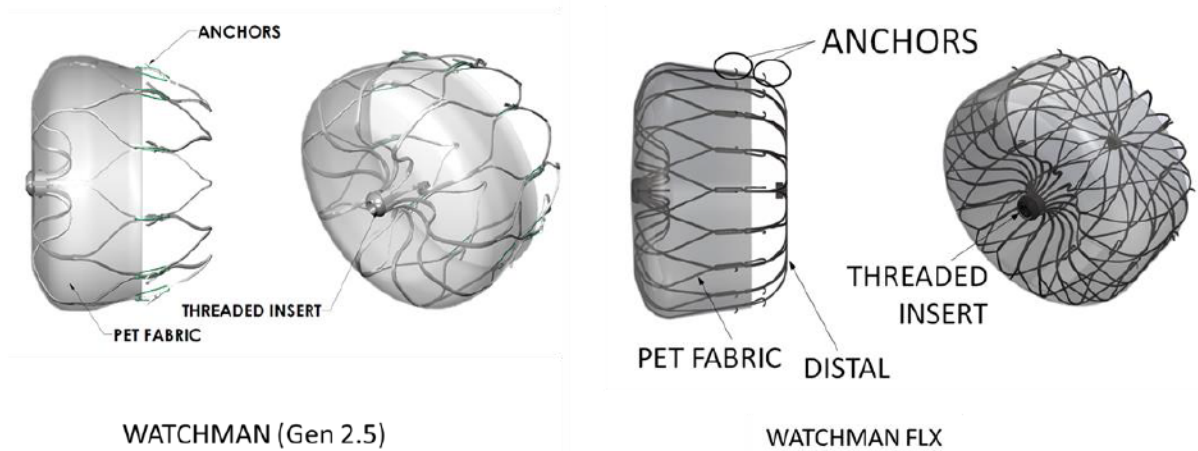 ANCHORS
THREADED INSERT
PET FABRIC
WATCHMAN (Gen 2.5)
ANCHORS
THREADED
INSERT
PET FABRIC
DISTAL
WATCHMAN FLX